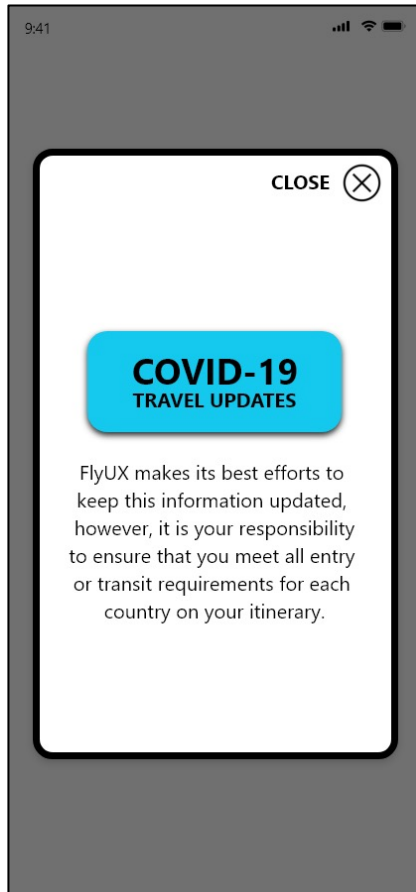 9:41
CLOSE
COVID-19
TRAVEL UPDATES
FlyUX makes its best efforts to
keep this information updated,
however, it is your responsibility
to ensure that you meet all entry
or transit requirements for each
country on your itinerary.